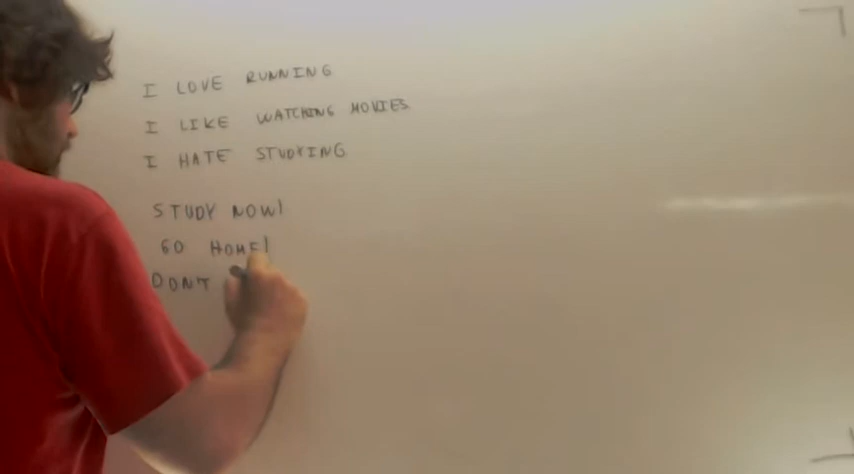 I LOVE RUNNING
I LIKE WATCHING MOVIES
I HATE STUDYING
STUDY NOW!
GO HOME!
DON'T